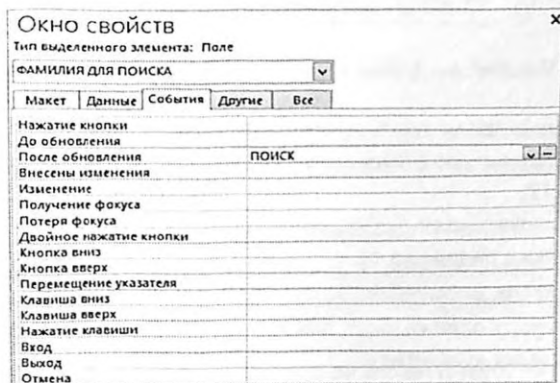 Окно свойств
Тип выделенного элемента: Поле
ФАМИЛИЯ ДЛЯ ПОИСКА
Макет Данные События Другие Все
Нажатие кнопки
До обновления
После обновления ПОИСК
Внесены изменения
Изменение
Получение фокуса
Потеря фокуса
Двойное нажатие кнопки
Кнопка вниз
Кнопка вверх
Перемещение указателя
Клавиша вниз
Клавиша вверх
Нажатие клавиши
Вход
Выход
Отмена